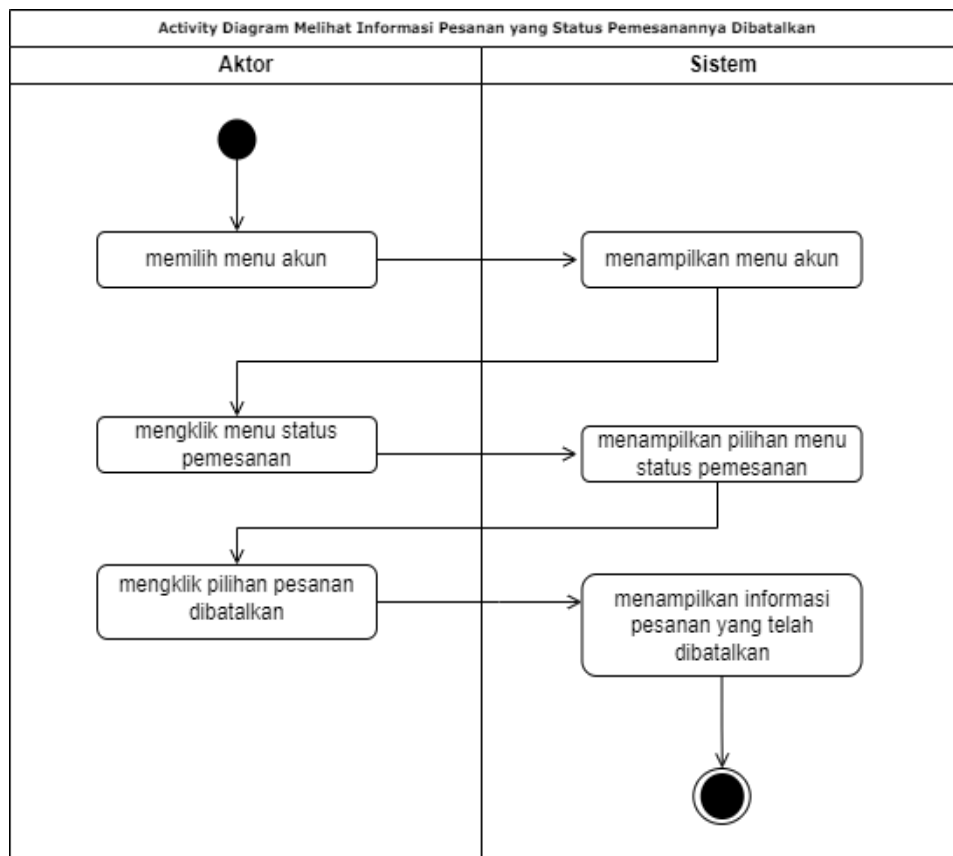 Activity Diagram Melihat Informasi Pesanan yang Status Pemesanannya Dibatalkan
Aktor
Sistem
memilih menu akun
menampilkan menu akun
mengklik menu status
pemesanan
menampilkan pilihan menu
status pemesanan
mengklik pilihan pesanan
dibatalkan
menampilkan informasi
pesanan yang telah
dibatalkan